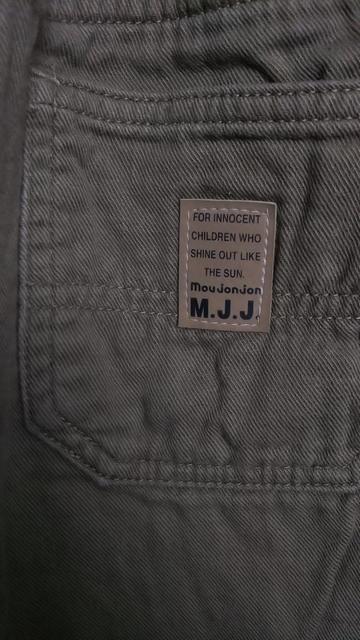 FOR INNOCENT
CHILDREN WHO
SHINE OUT LIKE
THE SUN.
moujonjon
M.J.J.